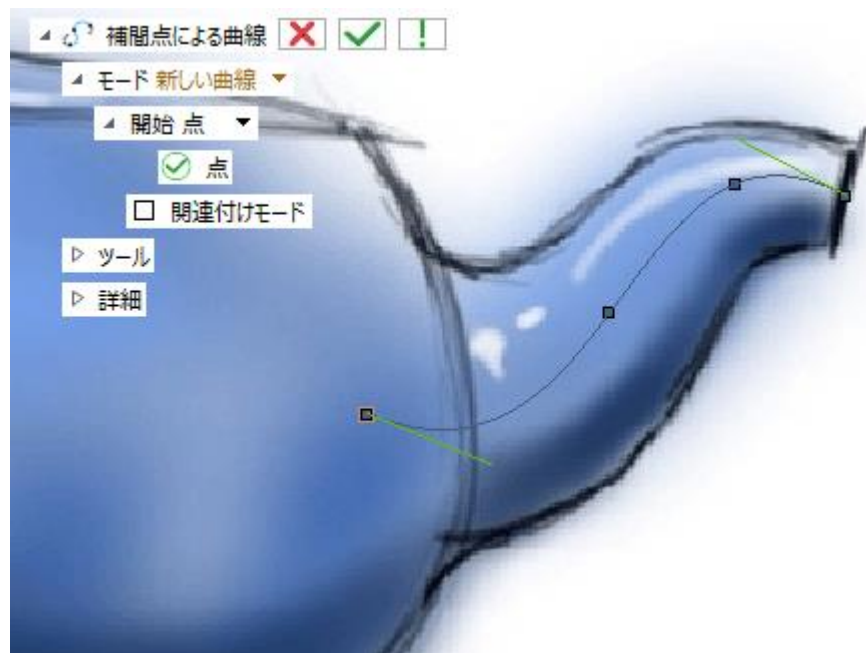 補間点による曲線
モード 新しい曲線
開始 点
点
関連付けモード
ツール
詳細